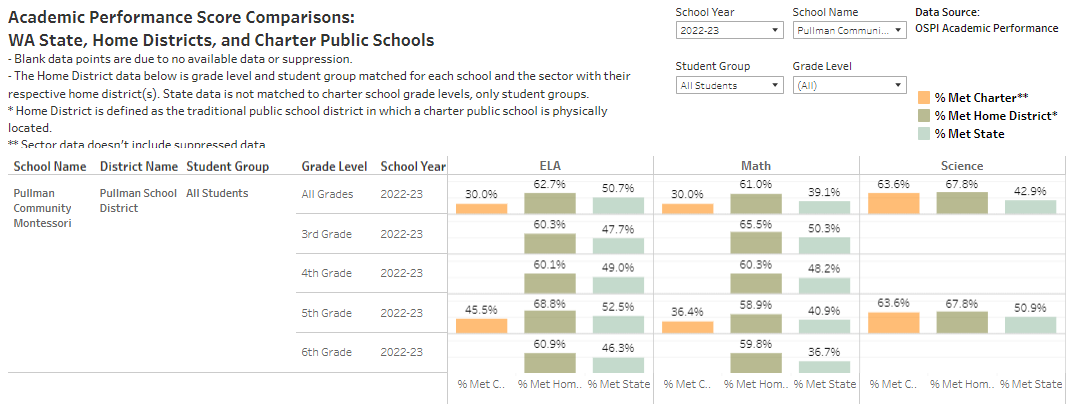 Academic Performance Score Comparisons:
WA State, Home Districts, and Charter Public Schools
- Blank data points are due to no available data or suppression.
- The Home District data below is grade level and student group matched for each school and the sector with their
respective home district(s). State data is not matched to charter school grade levels, only student groups.
* Home District is defined as the traditional public school district in which a charter public school is physically
located.
** Sector data doesn't include suppressed data
School Year
2022-23
School Name
Pullman Communi...
Data Source:
OSPI Academic Performance
Student Group
All Students
Grade Level
(All)
% Met Charter**
% Met Home District*
% Met State
School Name District Name Student Group Grade Level School Year ELA Math Science
Pullman
Community
Montessori
Pullman School
District
All Students
All Grades 2022-23 30.0% 62.7% 50.7% 30.0% 61.0% 39.1% 63.6% 67.8% 42.9%
3rd Grade 2022-23 60.3% 47.7% 65.5% 50.3%
4th Grade 2022-23 60.1% 49.0% 60.3% 48.2%
5th Grade 2022-23 45.5% 68.8% 52.5% 36.4% 58.9% 40.9% 63.6% 67.8% 50.9%
6th Grade 2022-23 60.9% 46.3% 59.8% 36.7%
% Met C.. % Met Hom.. % Met State % Met C.. % Met Hom.. % Met State % Met C.. % Met Hom.. % Met State